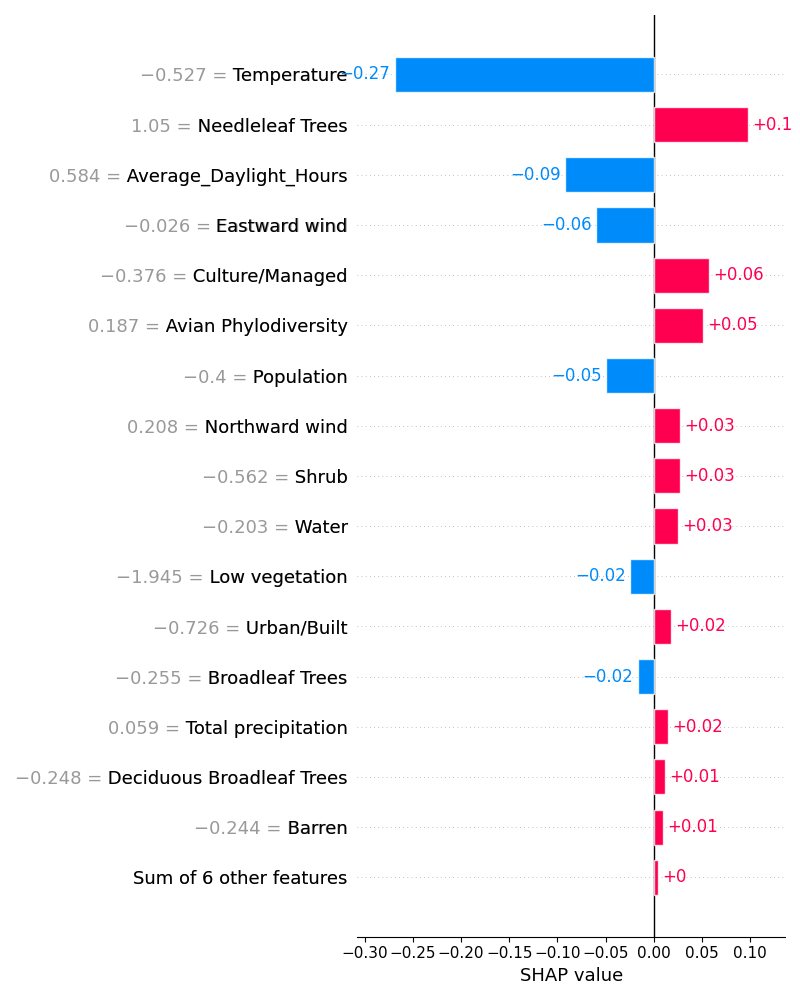 −0.527 = Temperature −0.27
1.05 = Needleleaf Trees +0.1
0.584 = Average_Daylight_Hours −0.09
−0.026 = Eastward wind −0.06
−0.376 = Culture/Managed +0.06
0.187 = Avian Phylodiversity +0.05
−0.4 = Population −0.05
0.208 = Northward wind +0.03
−0.562 = Shrub +0.03
−0.203 = Water +0.03
−1.945 = Low vegetation −0.02
−0.726 = Urban/Built +0.02
−0.255 = Broadleaf Trees −0.02
0.059 = Total precipitation +0.02
−0.248 = Deciduous Broadleaf Trees +0.01
−0.244 = Barren +0.01
Sum of 6 other features +0
−0.30 −0.25 −0.20 −0.15 −0.10 −0.05 0.00 0.05 0.10
SHAP value